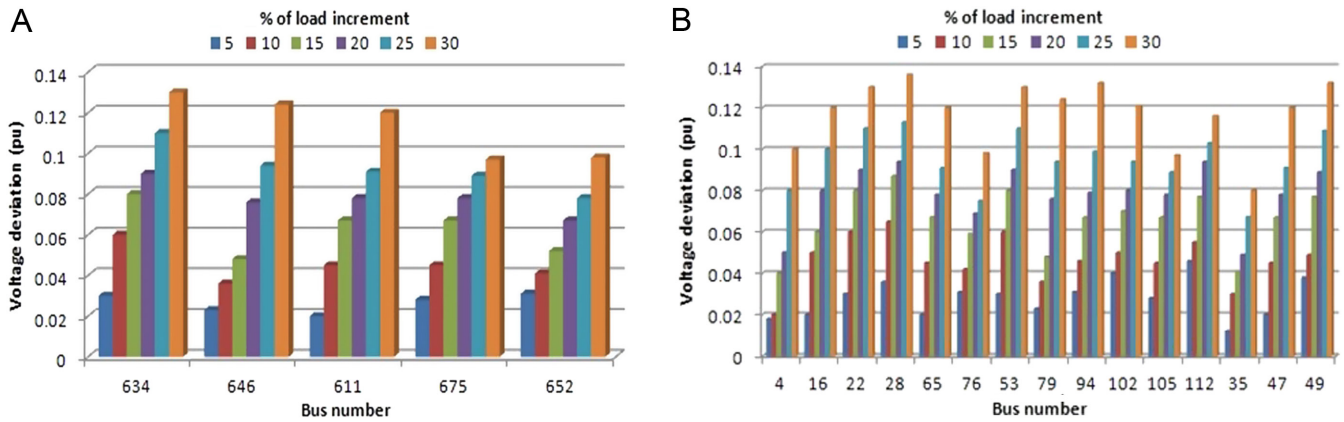 A
% of load increment
5 10 15 20 25 30
Voltage deviation (pu)
0.14
0.12
0.1
0.08
0.06
0.04
0.02
0
634 646 611 675 652
Bus number
B
% of load increment
5 10 15 20 25 30
Voltage deviation (pu)
0.14
0.12
0.1
0.08
0.06
0.04
0.02
0
4 16 22 28 65 76 53 79 94 102 105 112 35 47 49
Bus number